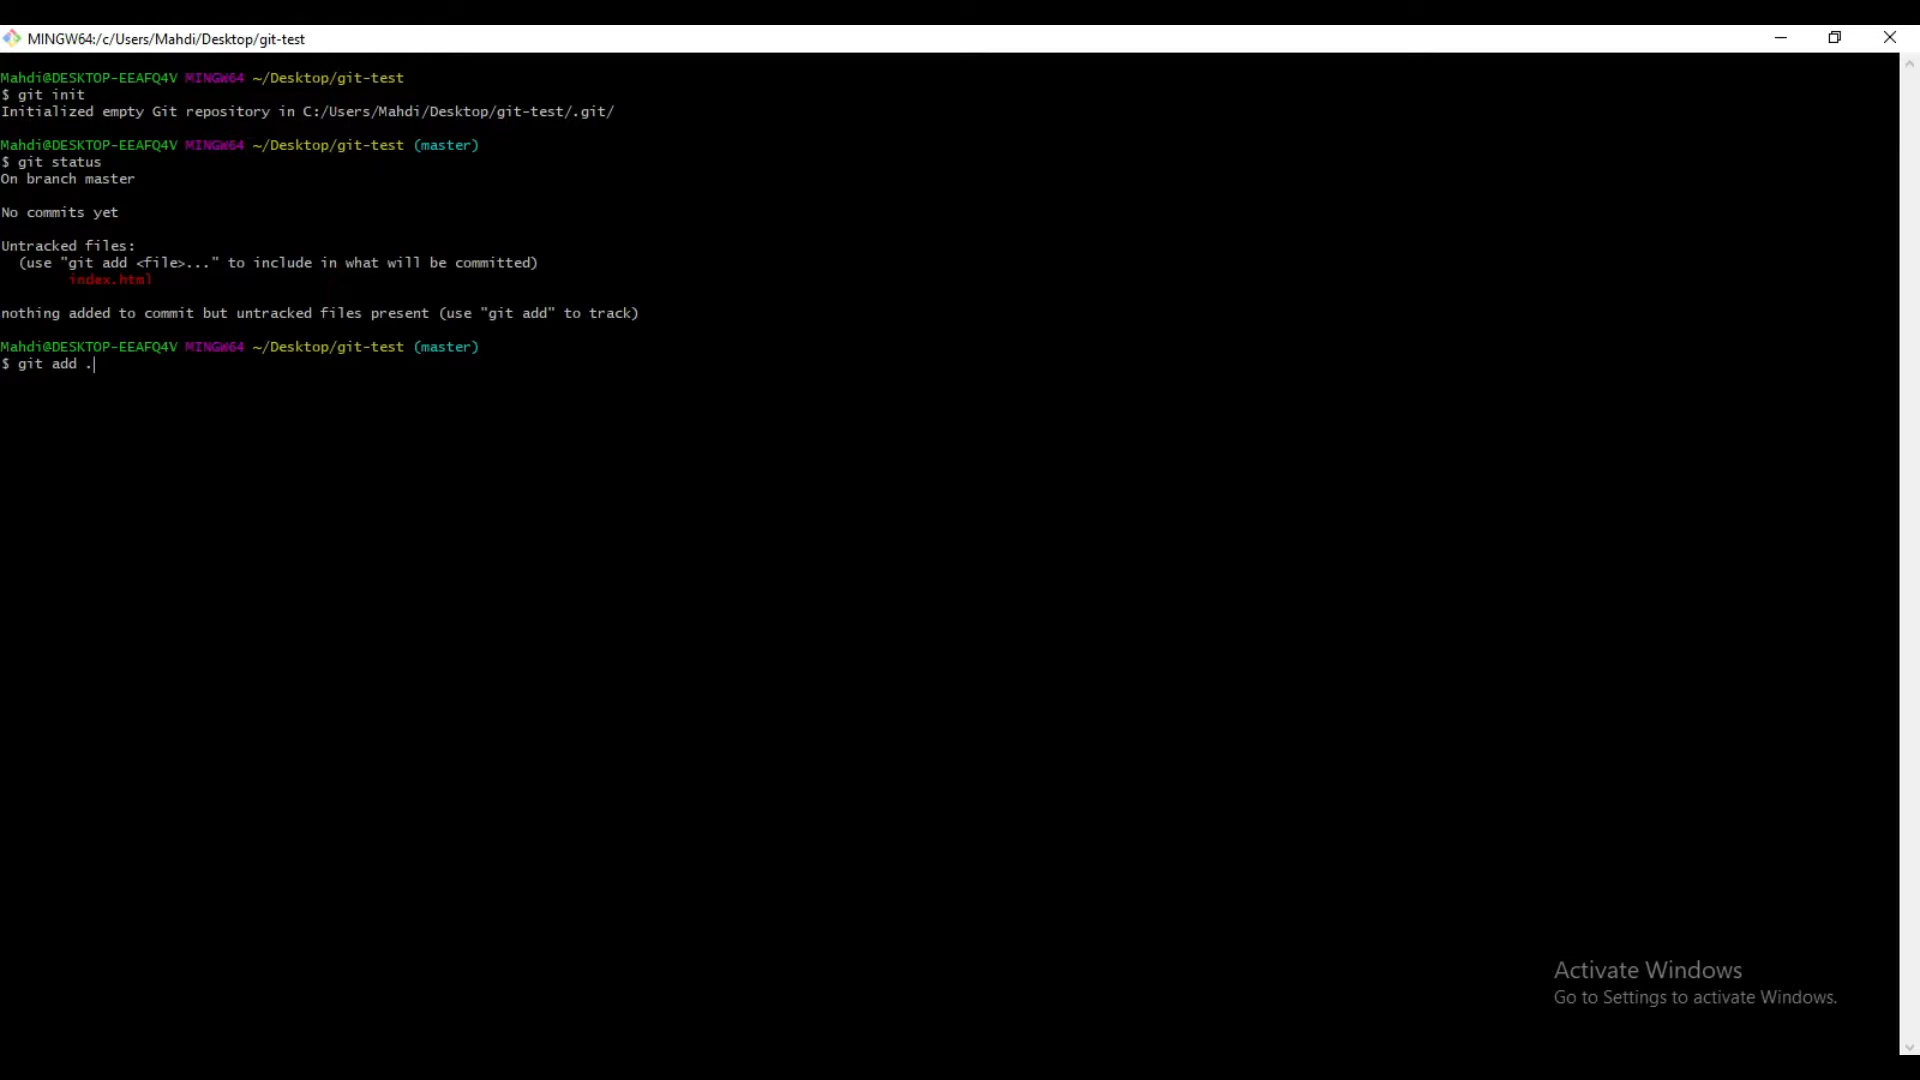 MINGW64:/c/Users/Mahdi/Desktop/git-test
Mahdi@DESKTOP-EEAFQ4V MINGW64 ~/Desktop/git-test
$ git init
Initialized empty Git repository in C:/Users/Mahdi/Desktop/git-test/.git/
Mahdi@DESKTOP-EEAFQ4V MINGW64 ~/Desktop/git-test (master)
$ git status
On branch master
No commits yet
Untracked files:
  (use "git add <file>..." to include in what will be committed)
        index.html
nothing added to commit but untracked files present (use "git add" to track)
Mahdi@DESKTOP-EEAFQ4V MINGW64 ~/Desktop/git-test (master)
$ git add .
Activate Windows
Go to Settings to activate Windows.